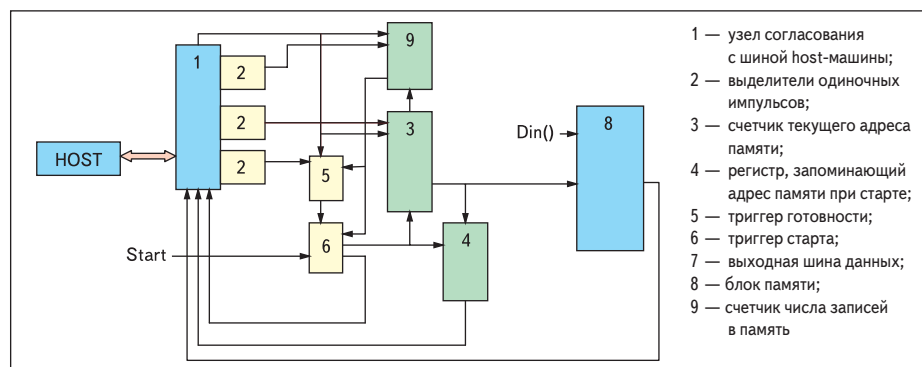 1
2
2
2
9
3
5
6
4
8
HOST
Din()
Start
1 — узел согласования
с шиной host-машины;
2 — выделители одиночных
импульсов;
3 — счетчик текущего адреса
памяти;
4 — регистр, запоминающий
адрес памяти при старте;
5 — триггер готовности;
6 — триггер старта;
7 — выходная шина данных;
8 — блок памяти;
9 — счетчик числа записей
в память